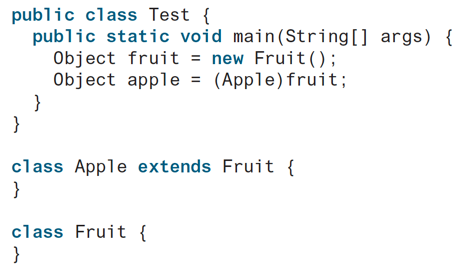 public class Test {
  public static void main(String[] args) {
    Object fruit = new Fruit();
    Object apple = (Apple)fruit;
  }
}

class Apple extends Fruit {
}

class Fruit {
}